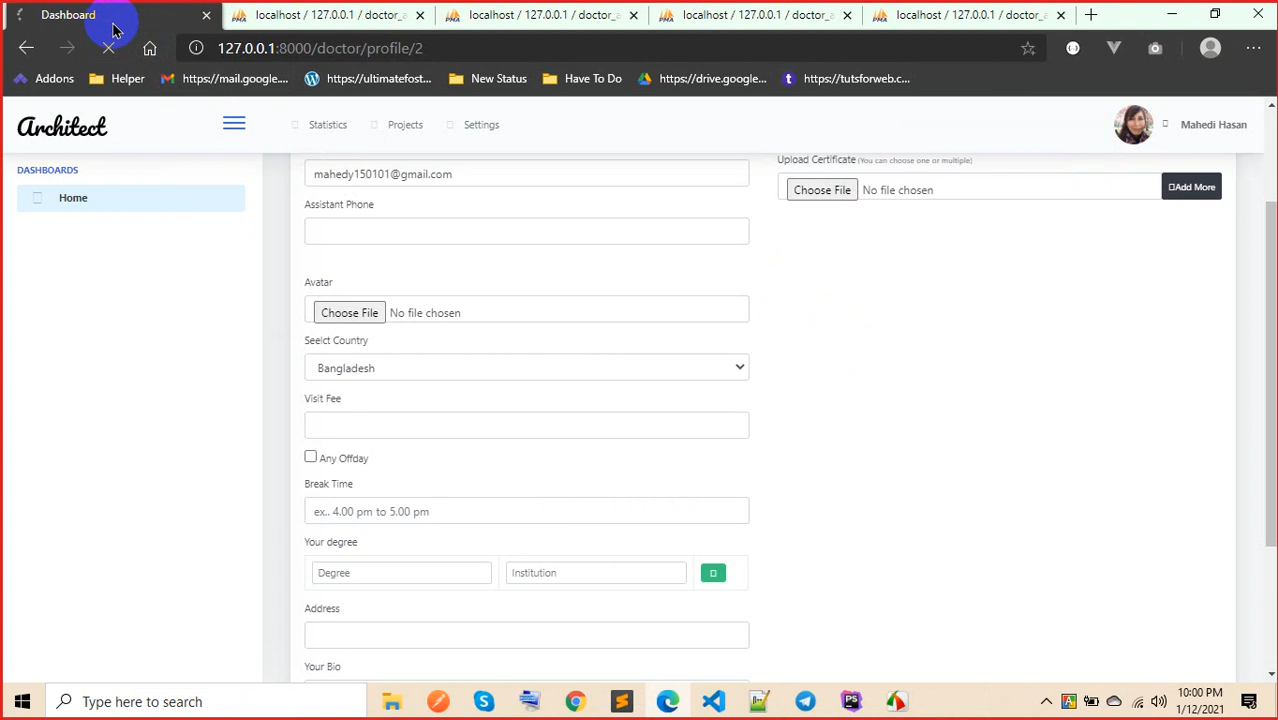 Dashboard
localhost / 127.0.0.1 / doctor_a
localhost / 127.0.0.1 / doctor_a
localhost / 127.0.0.1 / doctor_a
localhost / 127.0.0.1 / doctor_a
127.0.0.1:8000/doctor/profile/2
Addons
Helper
https://mail.google....
https://ultimatefost...
New Status
Have To Do
https://drive.google...
https://tutsforweb.c...
Architect
Statistics
Projects
Settings
Mahedi Hasan
DASHBOARDS
Home
mahedy150101@gmail.com
Upload Certificate (You can choose one or multiple)
Choose File No file chosen
Add More
Assistant Phone
Avatar
Choose File No file chosen
Seelct Country
Bangladesh
Visit Fee
Any Offday
Break Time
ex.. 4.00 pm to 5.00 pm
Your degree
Degree
Institution
Address
Your Bio
Type here to search
10:00 PM
1/12/2021